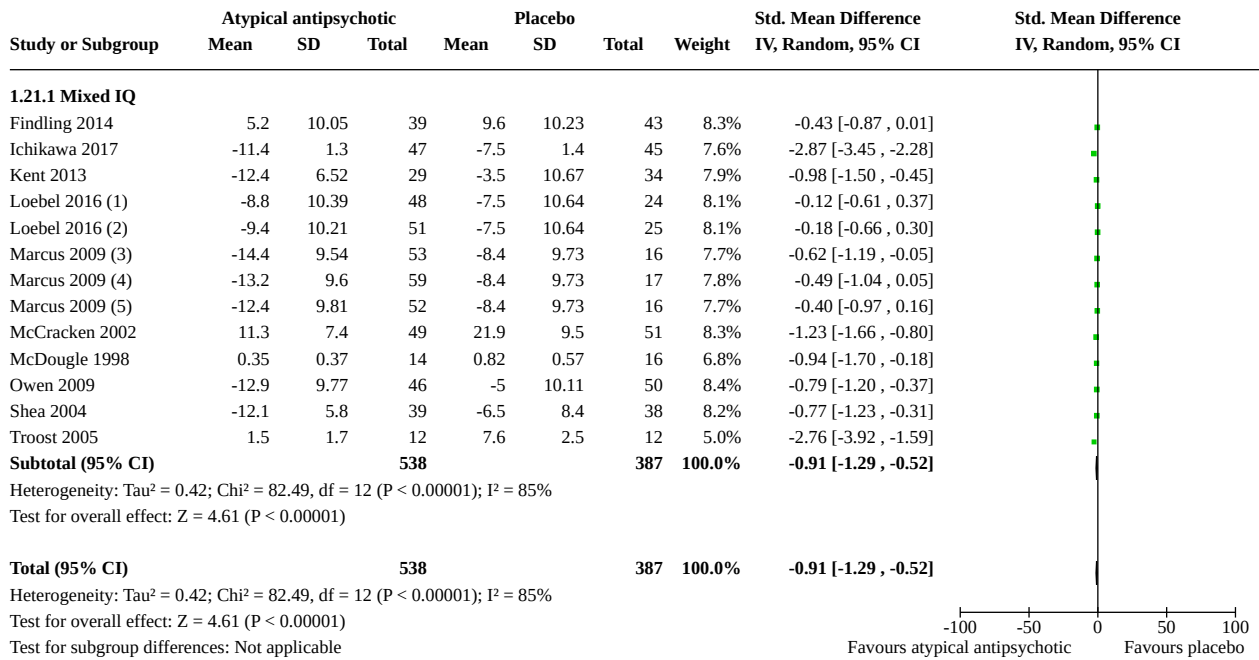 Atypical antipsychotic Placebo Std. Mean Difference Std. Mean Difference
Study or Subgroup Mean SD Total Mean SD Total Weight IV, Random, 95% CI IV, Random, 95% CI
1.21.1 Mixed IQ
Findling 2014 5.2 10.05 39 9.6 10.23 43 8.3% -0.43 [-0.87 , 0.01]
Ichikawa 2017 -11.4 1.3 47 -7.5 1.4 45 7.6% -2.87 [-3.45 , -2.28]
Kent 2013 -12.4 6.52 29 -3.5 10.67 34 7.9% -0.98 [-1.50 , -0.45]
Loebel 2016 (1) -8.8 10.39 48 -7.5 10.64 24 8.1% -0.12 [-0.61 , 0.37]
Loebel 2016 (2) -9.4 10.21 51 -7.5 10.64 25 8.1% -0.18 [-0.66 , 0.30]
Marcus 2009 (3) -14.4 9.54 53 -8.4 9.73 16 7.7% -0.62 [-1.19 , -0.05]
Marcus 2009 (4) -13.2 9.6 59 -8.4 9.73 17 7.7% -0.49 [-1.04 , 0.05]
Marcus 2009 (5) -12.4 9.81 52 -8.4 9.73 16 7.7% -0.40 [-0.97 , 0.16]
McCracken 2002 11.3 7.4 49 21.9 9.5 51 8.3% -1.23 [-1.66 , -0.80]
McDougle 1998 0.35 0.37 14 0.82 0.57 16 6.8% -0.94 [-1.70 , -0.18]
Owen 2009 -12.9 9.77 46 -5 10.11 50 8.4% -0.79 [-1.20 , -0.37]
Shea 2004 -12.1 5.8 39 -6.5 8.4 38 8.2% -0.77 [-1.23 , -0.31]
Troost 2005 1.5 1.7 12 7.6 2.5 12 5.0% -2.76 [-3.92 , -1.59]
Subtotal (95% CI) 538 387 100.0% -0.91 [-1.29 , -0.52]
Heterogeneity: Tau² = 0.42; Chi² = 82.49, df = 12 (P < 0.00001); I² = 85%
Test for overall effect: Z = 4.61 (P < 0.00001)
Total (95% CI) 538 387 100.0% -0.91 [-1.29 , -0.52]
Heterogeneity: Tau² = 0.42; Chi² = 82.49, df = 12 (P < 0.00001); I² = 85%
Test for overall effect: Z = 4.61 (P < 0.00001)
-100 -50 0 50 100
Test for subgroup differences: Not applicable Favours atypical antipsychotic Favours placebo